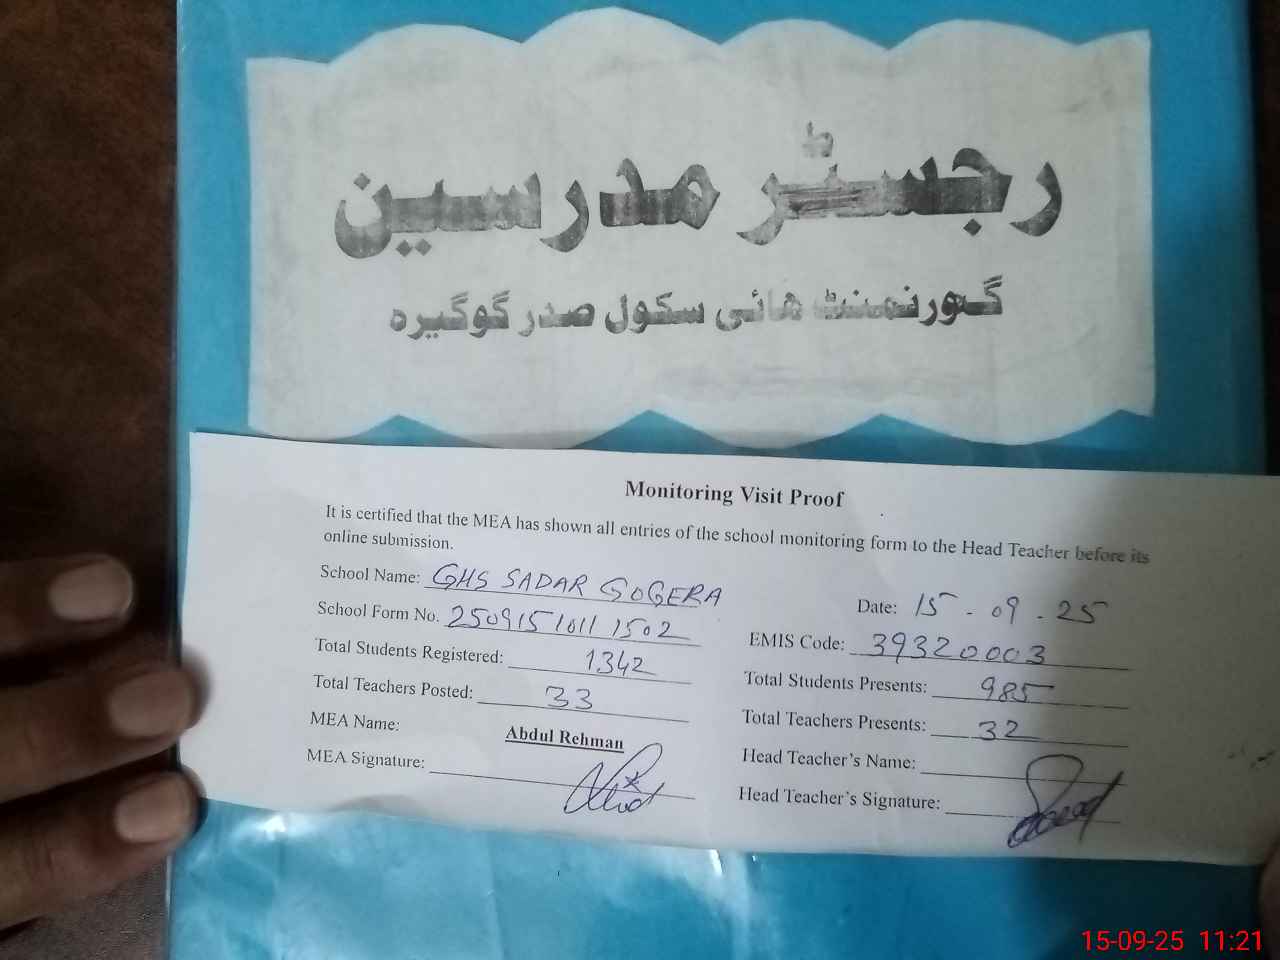 رجسٹر مدرسین
گورنمنٹ ھائی سکول صدر گوگیرہ
Monitoring Visit Proof
It is certified that the MEA has shown all entries of the school monitoring form to the Head Teacher before its
online submission.
School Name: GHS SADAR GOGERA
Date: 15-09.25
School Form No. 2509151011 1502
EMIS Code: 39320003
Total Students Registered: 1342
Total Students Presents: 985
Total Teachers Posted: 33
Total Teachers Presents: 32
MEA Name: Abdul Rehman
Head Teacher's Name:
MEA Signature:
Head Teacher's Signature:
15-09-25 11:21